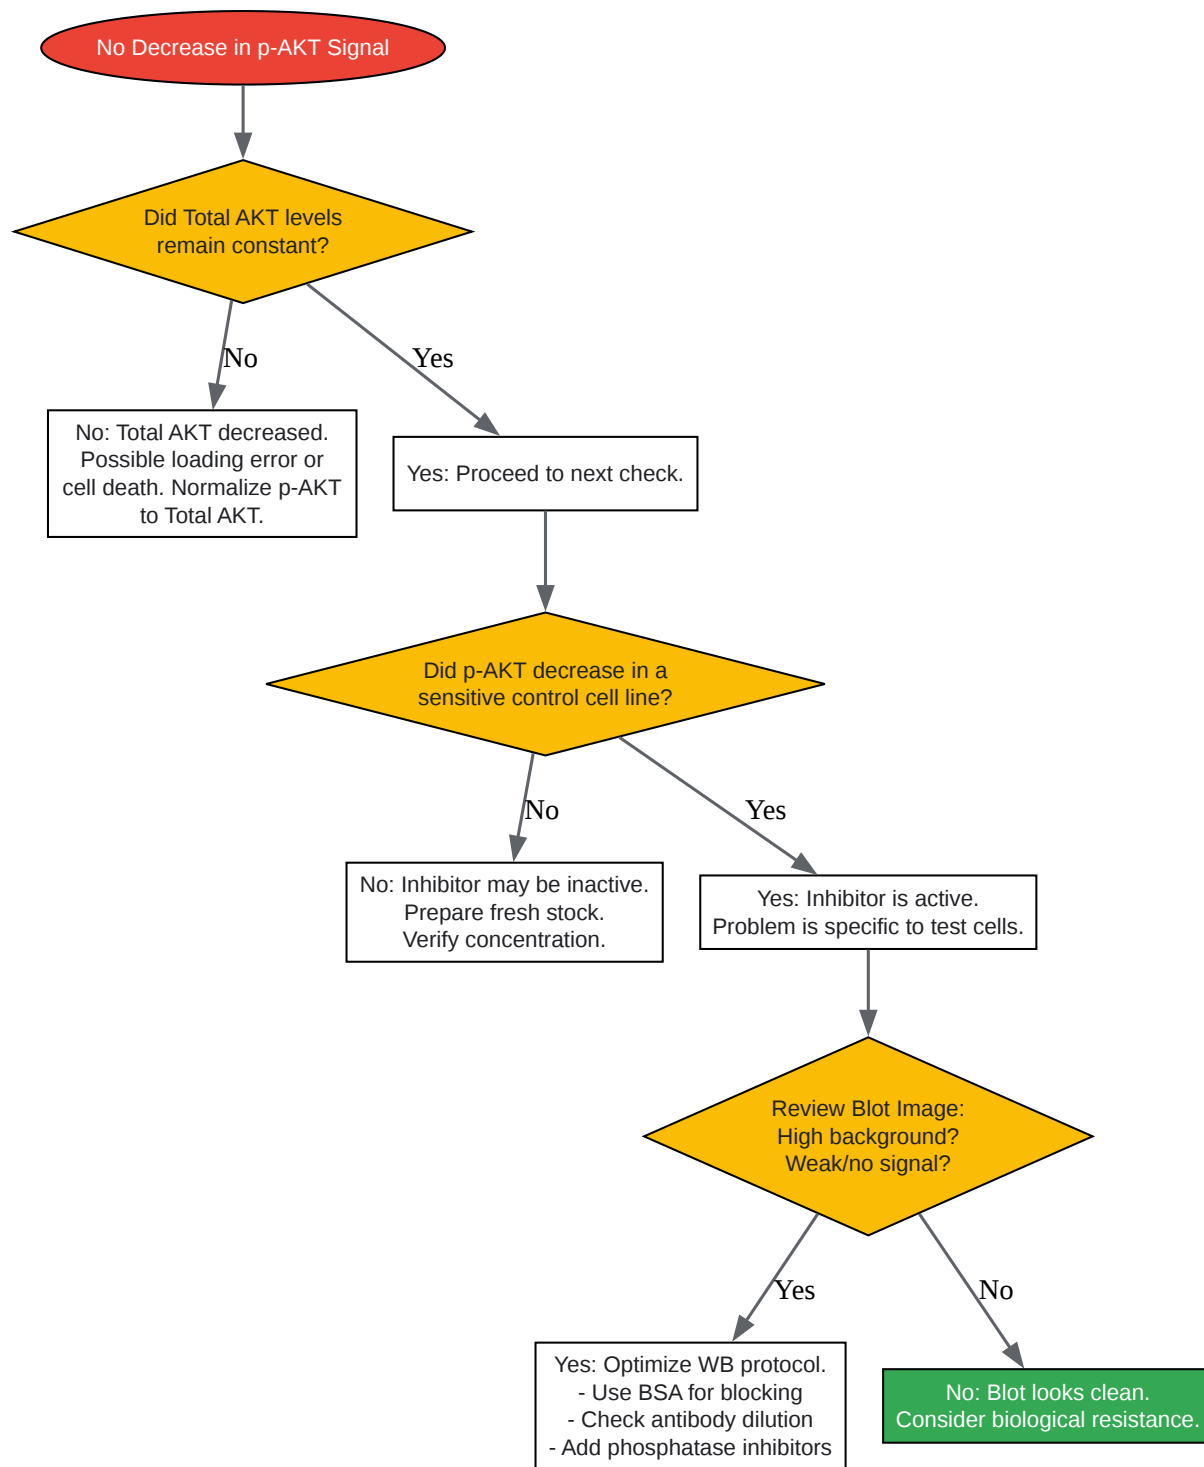 No Decrease in p-AKT Signal
Did Total AKT levels
remain constant?
No
Yes
No: Total AKT decreased.
Possible loading error or
cell death. Normalize p-AKT
to Total AKT.
Yes: Proceed to next check.
Did p-AKT decrease in a
sensitive control cell line?
No
Yes
No: Inhibitor may be inactive.
Prepare fresh stock.
Verify concentration.
Yes: Inhibitor is active.
Problem is specific to test cells.
Review Blot Image:
High background?
Weak/no signal?
Yes
No
Yes: Optimize WB protocol.
- Use BSA for blocking
- Check antibody dilution
- Add phosphatase inhibitors
No: Blot looks clean.
Consider biological resistance.